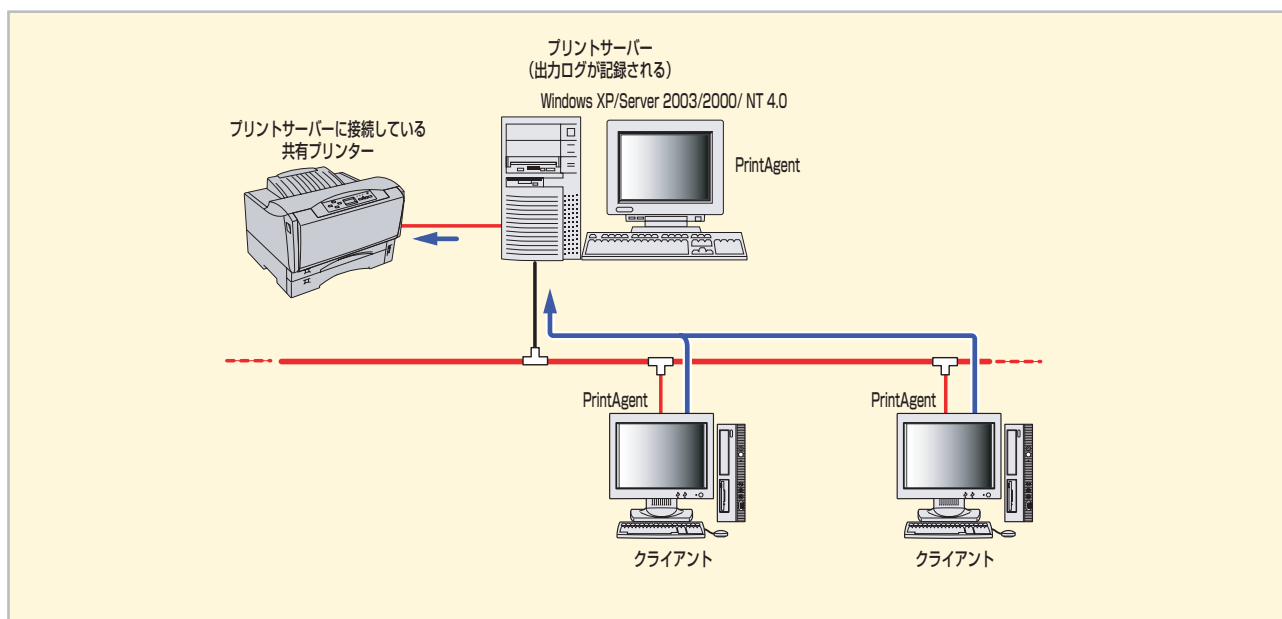 プリントサーバー
（出力ログが記録される）
Windows XP/Server 2003/2000/ NT 4.0
プリントサーバーに接続している
共有プリンター
PrintAgent
PrintAgent
PrintAgent
クライアント
クライアント